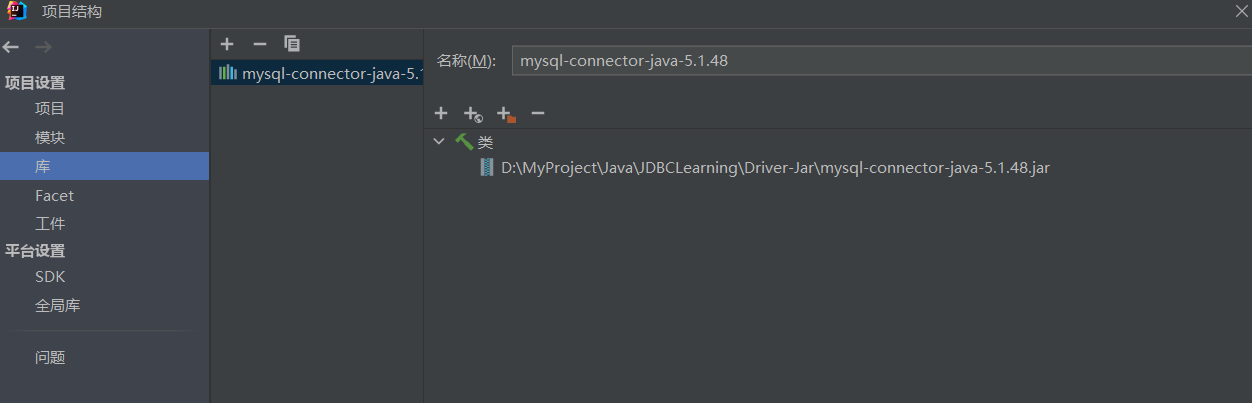 项目结构
项目设置
项目
模块
库
Facet
工件
平台设置
SDK
全局库
问题
mysql-connector-java-5.1
名称(M):
mysql-connector-java-5.1.48
类
D:\MyProject\Java\JDBCLearning\Driver-Jar\mysql-connector-java-5.1.48.jar